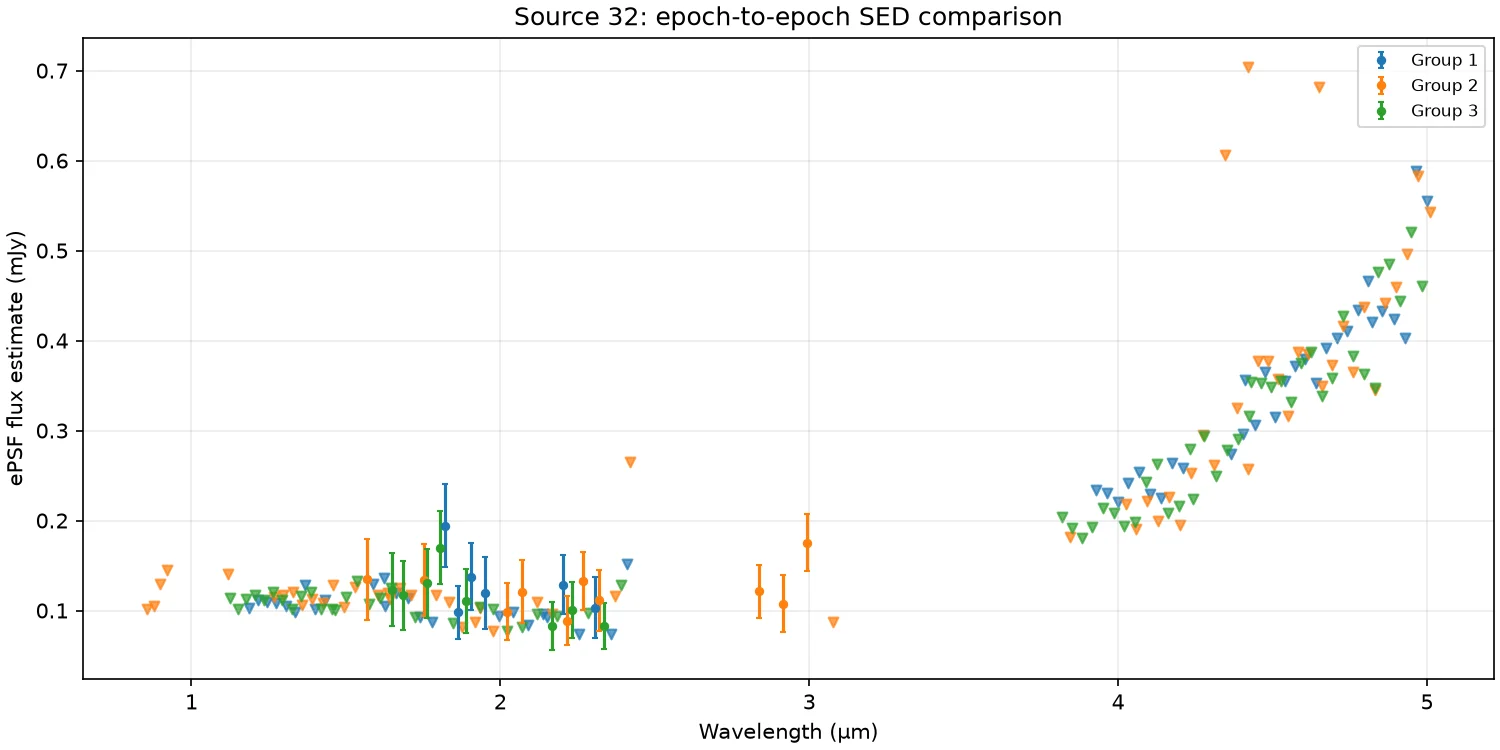 Source 32: epoch-to-epoch SED comparison
ePSF flux estimate (mJy)
0.7
0.6
0.5
0.4
0.3
0.2
0.1
Group 1
Group 2
Group 3
1 2 3 4 5
Wavelength (μm)